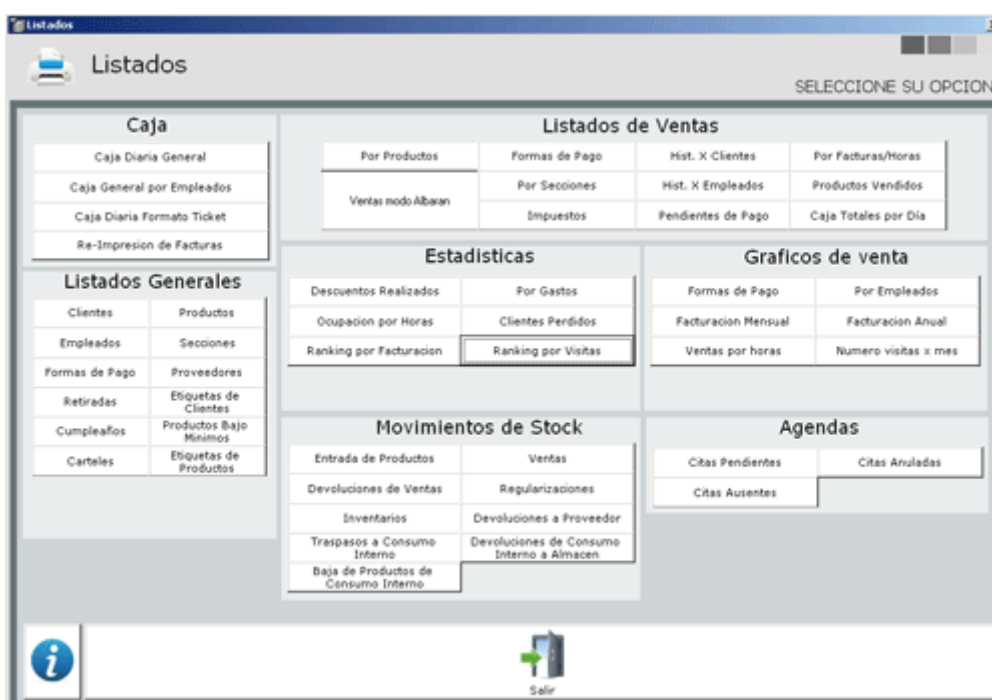 Listados
Listados
SELECCIONE SU OPCION
Caja
Caja Diaria General
Caja General por Empleados
Caja Diaria Formato Ticket
Re-Impresion de Facturas
Listados de Ventas
Por Productos
Formas de Pago
Hist. X Clientes
Por Facturas/Horas
Ventas modo Albaran
Por Secciones
Hist. X Empleados
Productos Vendidos
Impuestos
Pendientes de Pago
Caja Totales por Día
Listados Generales
Clientes
Productos
Empleados
Secciones
Formas de Pago
Proveedores
Retiradas
Etiquetas de
Clientes
Cumpleaños
Productos Bajo
Minimos
Carteles
Etiquetas de
Productos
Estadisticas
Descuentos Realizados
Por Gastos
Ocupacion por Horas
Clientes Perdidos
Ranking por Facturacion
Ranking por Visitas
Graficos de venta
Formas de Pago
Por Empleados
Facturacion Mensual
Facturacion Anual
Ventas por horas
Numero visitas x mes
Movimientos de Stock
Entrada de Productos
Ventas
Devoluciones de Ventas
Regularizaciones
Inventarios
Devoluciones a Proveedor
Traspasos a Consumo
Interno
Devoluciones de Consumo
Interno a Almacen
Baja de Productos de
Consumo Interno
Agendas
Citas Pendientes
Citas Anuladas
Citas Ausentes
Salir